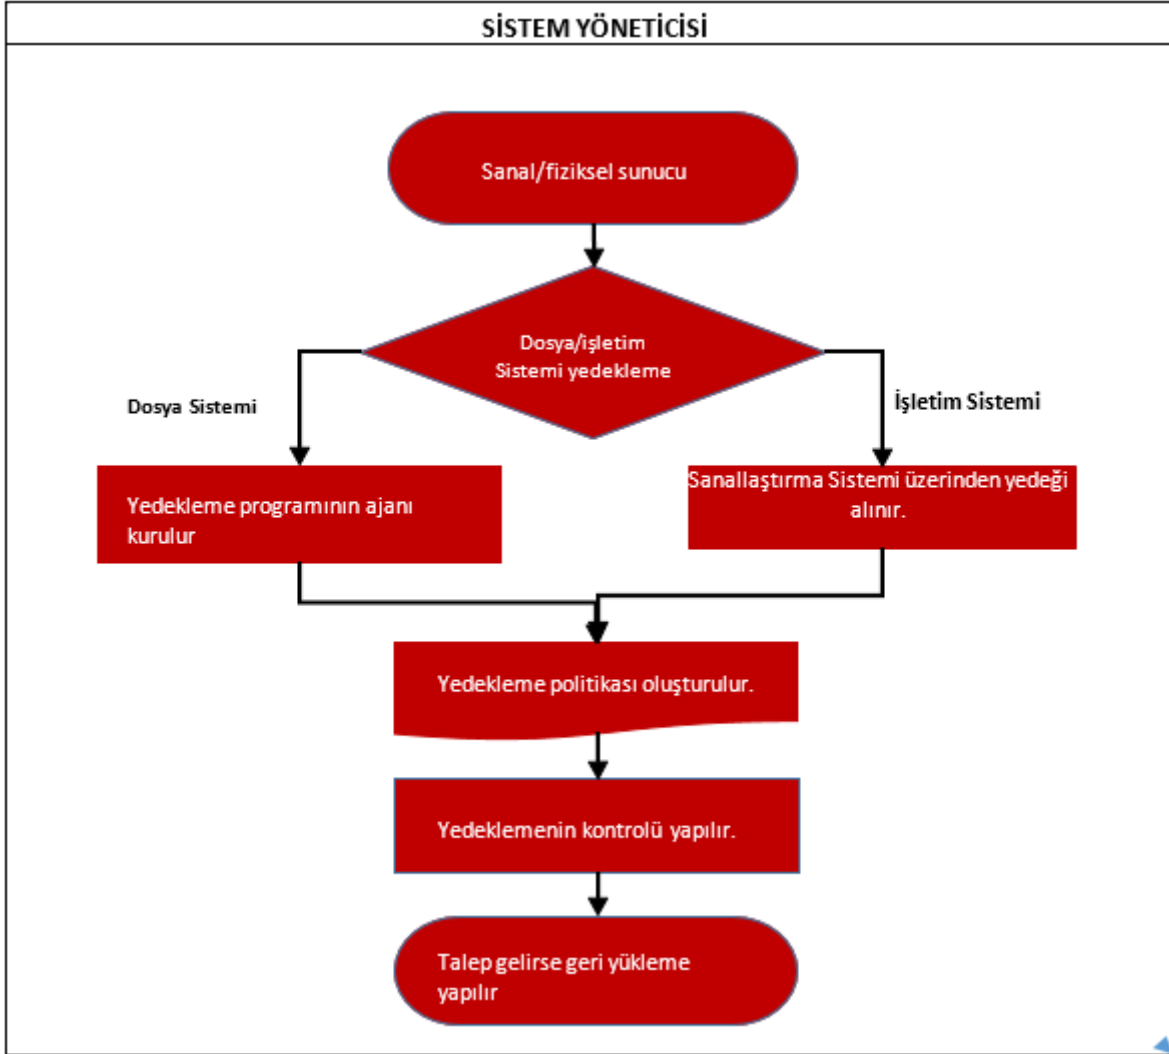 SİSTEM YÖNETİCİSİ
Sanal/fiziksel sunucu
Dosya/işletim
Sistemi yedekleme
Dosya Sistemi
İşletim Sistemi
Yedekleme programının ajanı
kurulur
Sanallaştırma Sistemi üzerinden yedeği
alınır.
Yedekleme politikası oluşturulur.
Yedeklemenin kontrolü yapılır.
Talep gelirse geri yükleme
yapılır